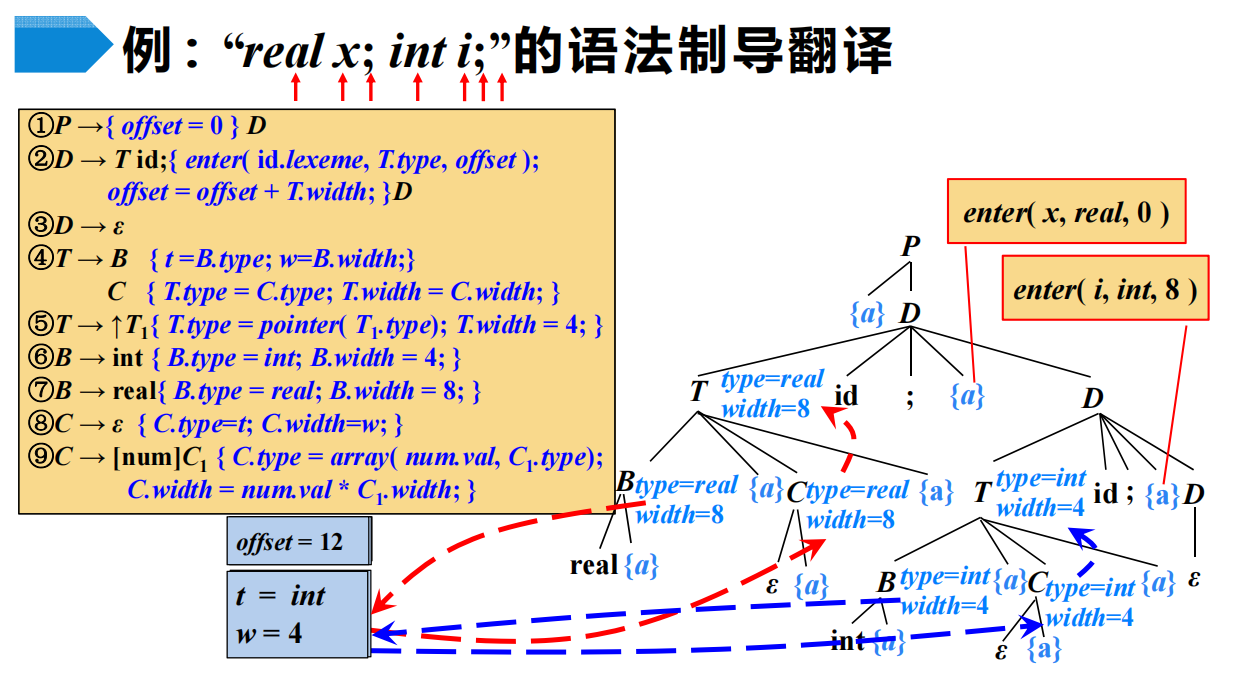 例：“real x; int i;”的语法制导翻译
①P →{ offset = 0 } D
②D → T id;{ enter( id.lexeme, T.type, offset );
offset = offset + T.width; }D
③D → ε
④T → B { t =B.type; w=B.width;}
C { T.type = C.type; T.width = C.width; }
⑤T → ↑T₁{ T.type = pointer( T₁.type); T.width = 4; }
⑥B → int { B.type = int; B.width = 4; }
⑦B → real{ B.type = real; B.width = 8; }
⑧C → ε { C.type=t; C.width=w; }
⑨C → [num]C₁ { C.type = array( num.val, C₁.type);
C.width = num.val * C₁.width; }
offset = 12
t = int
w = 4
enter( x, real, 0 )
enter( i, int, 8 )
P
{a} D
T type=real id ; {a} D
width=8
B type=real {a} C type=real {a} T type=int id ; {a} D
width=8 width=8 width=4
real {a} ε {a} B type=int {a} C type=int {a} ε
width=4 width=4
int {a} ε {a}